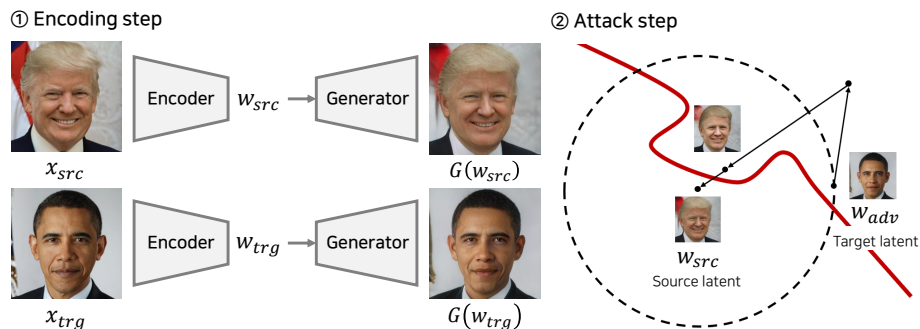 ① Encoding step
Encoder
w_src
Generator
x_src
G(w_src)
Encoder
w_trg
Generator
x_trg
G(w_trg)
② Attack step
w_adv
Target latent
w_src
Source latent